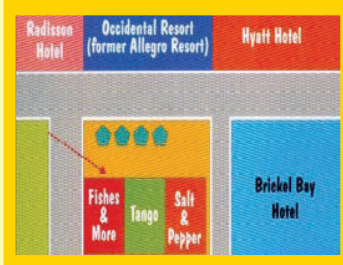 Radisson
Hotel
Occidental Resort
(former Allegro Resort)
Hyatt Hotel
Fishes
&
More
Tango
Salt
&
Pepper
Brickel Bay
Hotel